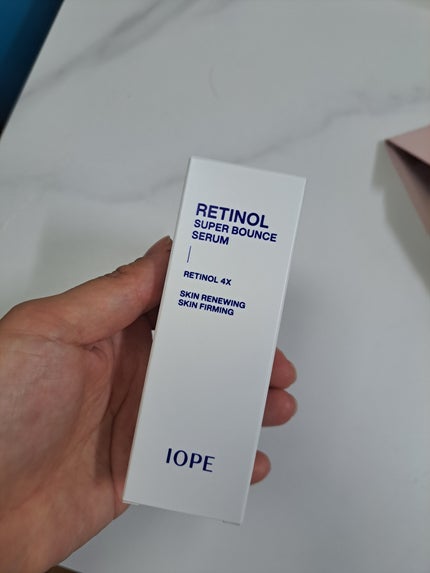 RETINOL
SUPER BOUNCE
SERUM
RETINOL 4X
SKIN RENEWING
SKIN FIRMING
IOPE